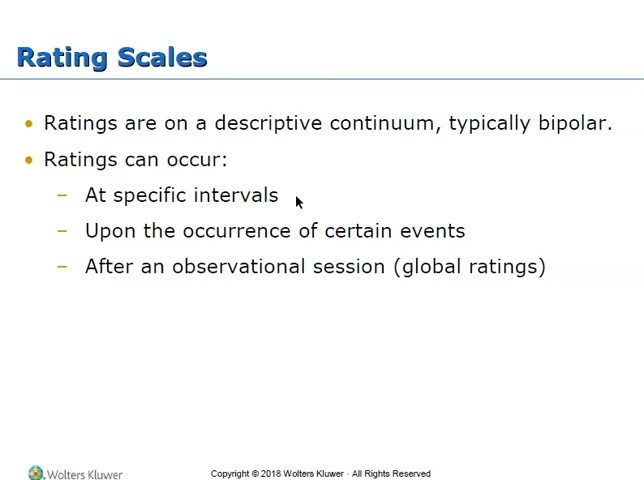 Rating Scales
• Ratings are on a descriptive continuum, typically bipolar.
• Ratings can occur:
– At specific intervals
– Upon the occurrence of certain events
– After an observational session (global ratings)
Wolters Kluwer
Copyright © 2018 Wolters Kluwer · All Rights Reserved